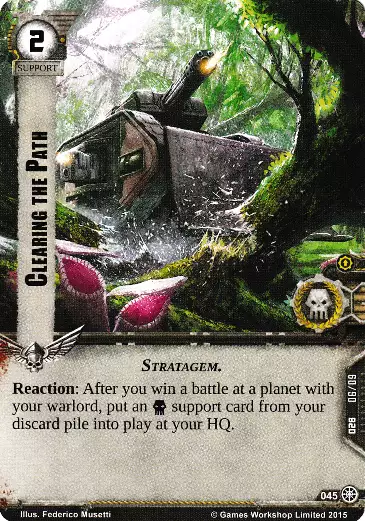 2
SUPPORT
CLEARING THE PATH
STRATAGEM.
Reaction: After you win a battle at a planet with
your warlord, put an support card from your
discard pile into play at your HQ.
028 06/09
045
Illus. Federico Musetti
© Games Workshop Limited 2015